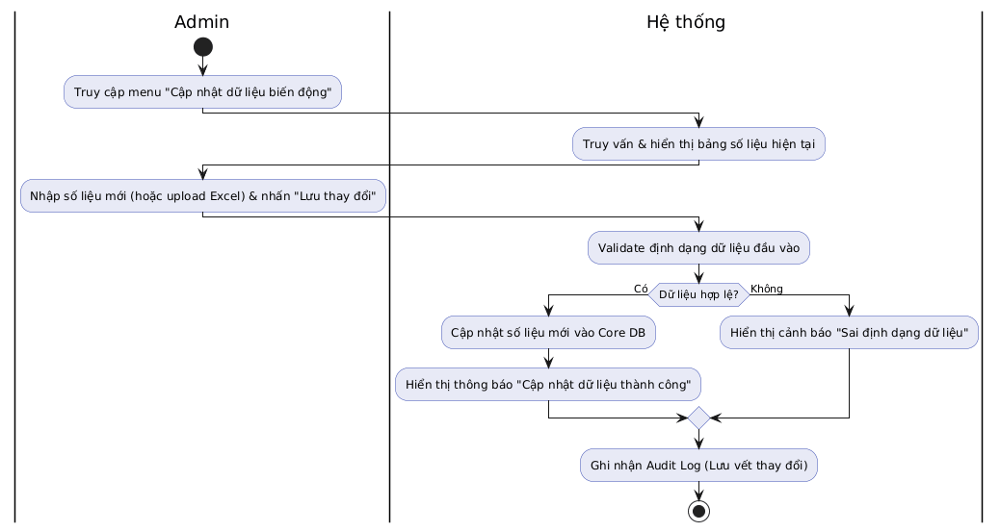 Admin
Hệ thống
Truy cập menu "Cập nhật dữ liệu biến động"
Truy vấn & hiển thị bảng số liệu hiện tại
Nhập số liệu mới (hoặc upload Excel) & nhấn "Lưu thay đổi"
Validate định dạng dữ liệu đầu vào
Có
Dữ liệu hợp lệ?
Không
Cập nhật số liệu mới vào Core DB
Hiển thị cảnh báo "Sai định dạng dữ liệu"
Hiển thị thông báo "Cập nhật dữ liệu thành công"
Ghi nhận Audit Log (Lưu vết thay đổi)